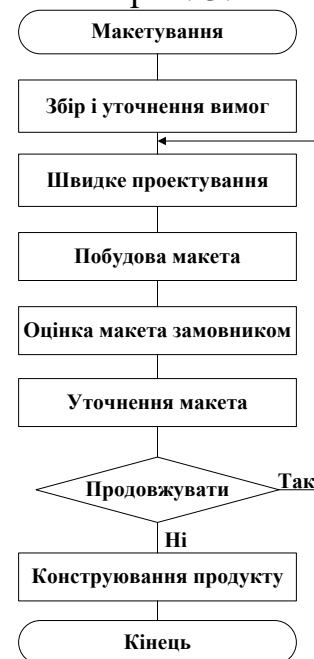 Макетування
Збір і уточнення вимог
Швидке проектування
Побудова макета
Оцінка макета замовником
Уточнення макета
Продовжувати
Так
Ні
Конструювання продукту
Кінець